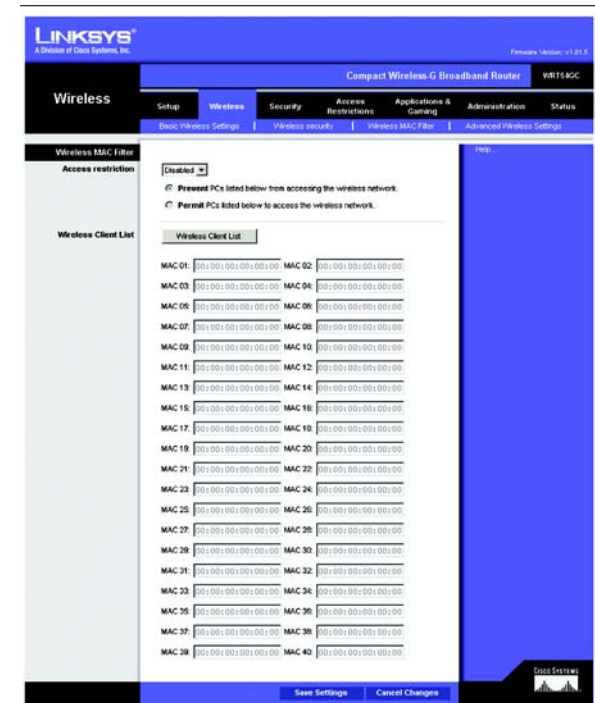 LINKSYS®
A Division of Cisco Systems, Inc.
Firmware Version: v1.01.5
Compact Wireless-G Broadband Router WRT54GC
Wireless
Setup Wireless Security Access Restrictions Applications & Gaming Administration Status
Basic Wireless Settings | Wireless security | Wireless MAC Filter | Advanced Wireless Settings
Wireless MAC Filter
Help...
Access restriction
Disabled
Prevent PCs listed below from accessing the wireless network.
Permit PCs listed below to access the wireless network.
Wireless Client List
Wireless Client List
MAC 01: 00:00:00:00:00:00 MAC 02: 00:00:00:00:00:00
MAC 03: 00:00:00:00:00:00 MAC 04: 00:00:00:00:00:00
MAC 05: 00:00:00:00:00:00 MAC 06: 00:00:00:00:00:00
MAC 07: 00:00:00:00:00:00 MAC 08: 00:00:00:00:00:00
MAC 09: 00:00:00:00:00:00 MAC 10: 00:00:00:00:00:00
MAC 11: 00:00:00:00:00:00 MAC 12: 00:00:00:00:00:00
MAC 13: 00:00:00:00:00:00 MAC 14: 00:00:00:00:00:00
MAC 15: 00:00:00:00:00:00 MAC 16: 00:00:00:00:00:00
MAC 17: 00:00:00:00:00:00 MAC 18: 00:00:00:00:00:00
MAC 19: 00:00:00:00:00:00 MAC 20: 00:00:00:00:00:00
MAC 21: 00:00:00:00:00:00 MAC 22: 00:00:00:00:00:00
MAC 23: 00:00:00:00:00:00 MAC 24: 00:00:00:00:00:00
MAC 25: 00:00:00:00:00:00 MAC 26: 00:00:00:00:00:00
MAC 27: 00:00:00:00:00:00 MAC 28: 00:00:00:00:00:00
MAC 29: 00:00:00:00:00:00 MAC 30: 00:00:00:00:00:00
MAC 31: 00:00:00:00:00:00 MAC 32: 00:00:00:00:00:00
MAC 33: 00:00:00:00:00:00 MAC 34: 00:00:00:00:00:00
MAC 35: 00:00:00:00:00:00 MAC 36: 00:00:00:00:00:00
MAC 37: 00:00:00:00:00:00 MAC 38: 00:00:00:00:00:00
MAC 39: 00:00:00:00:00:00 MAC 40: 00:00:00:00:00:00
Save Settings Cancel Changes
CISCO SYSTEMS